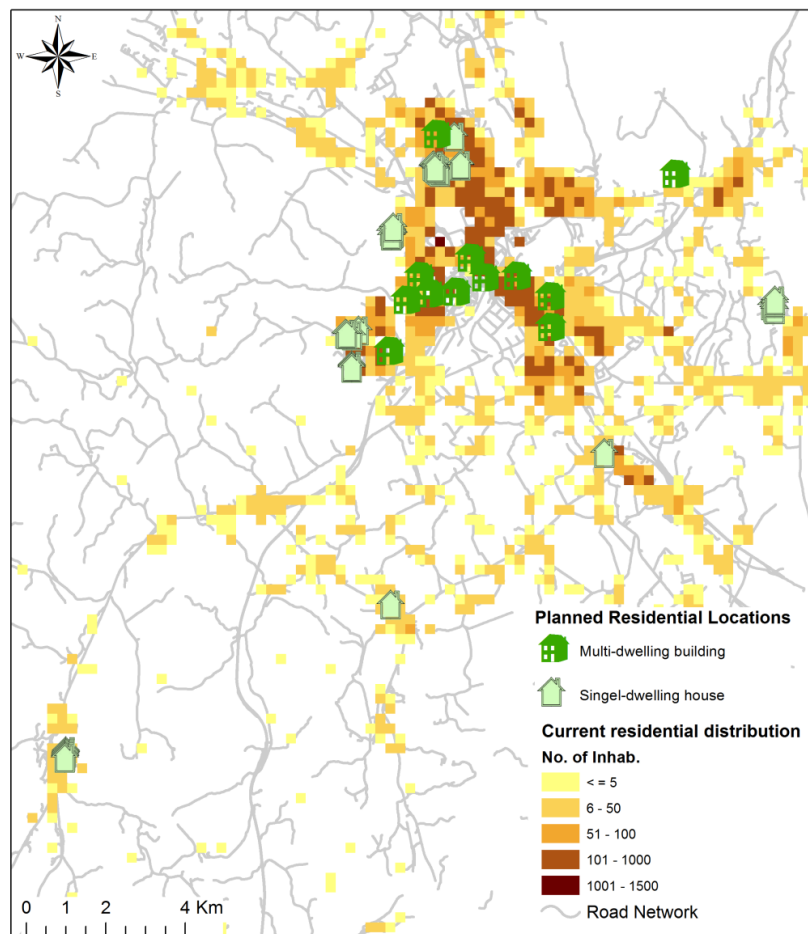 N
W E
S
Planned Residential Locations
Multi-dwelling building
Singel-dwelling house
Current residential distribution
No. of Inhab.
< = 5
6 - 50
51 - 100
101 - 1000
1001 - 1500
Road Network
0 1 2 4 Km